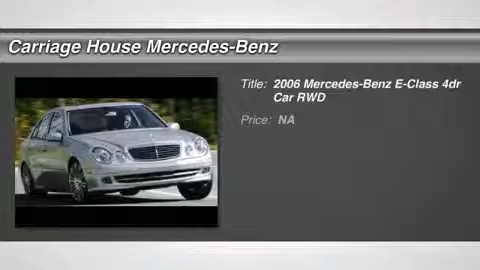 Carriage House Mercedes-Benz
Title: 2006 Mercedes-Benz E-Class 4dr
Car RWD
Price: NA